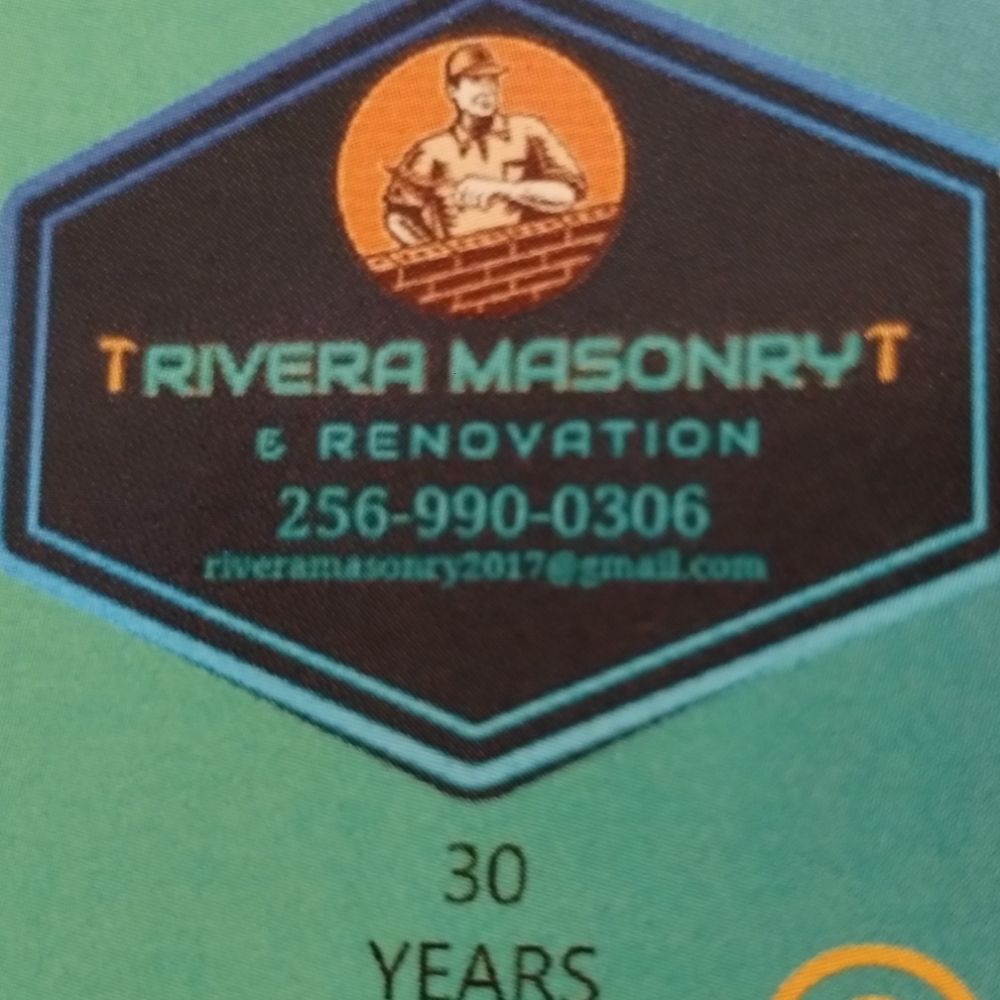 TRIVERA MASONRYT
& RENOVATION
256-990-0306
riveramasonry2017@gmail.com
30
YEARS